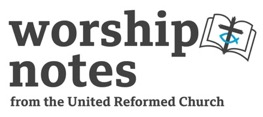 worship
notes
from the United Reformed Church